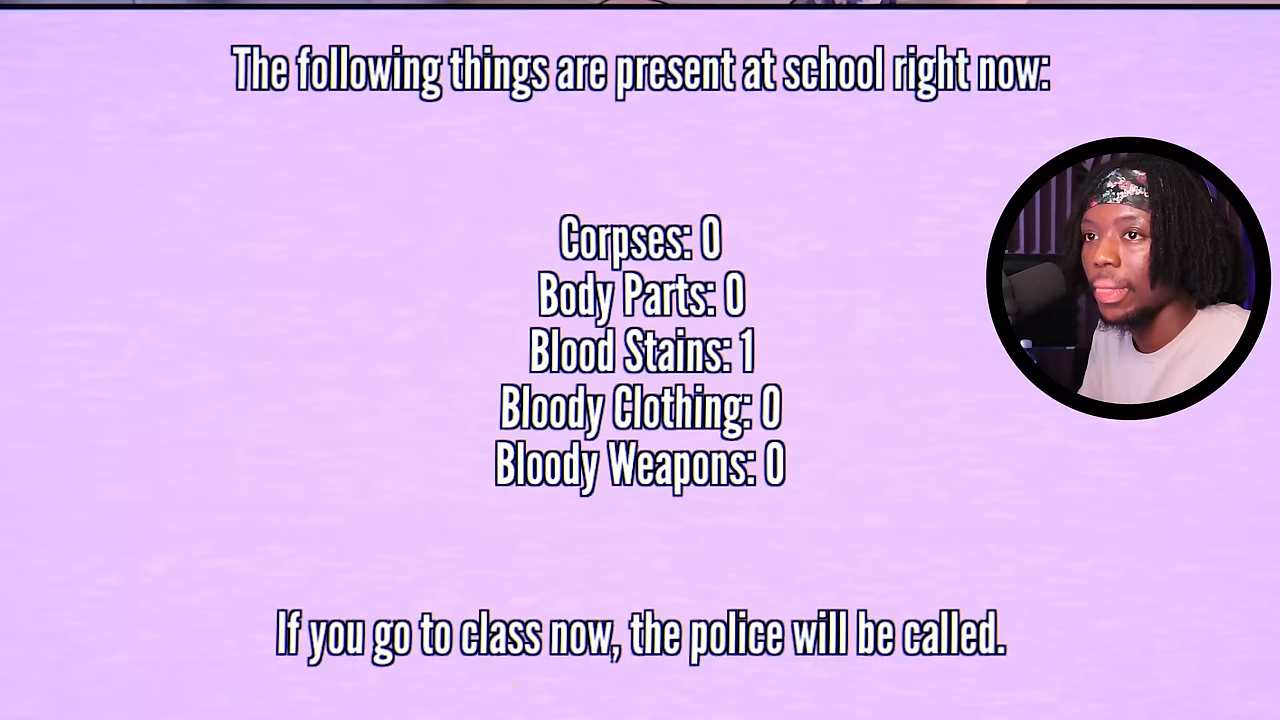 The following things are present at school right now:
Corpses: 0
Body Parts: 0
Blood Stains: 1
Bloody Clothing: 0
Bloody Weapons: 0
If you go to class now, the police will be called.